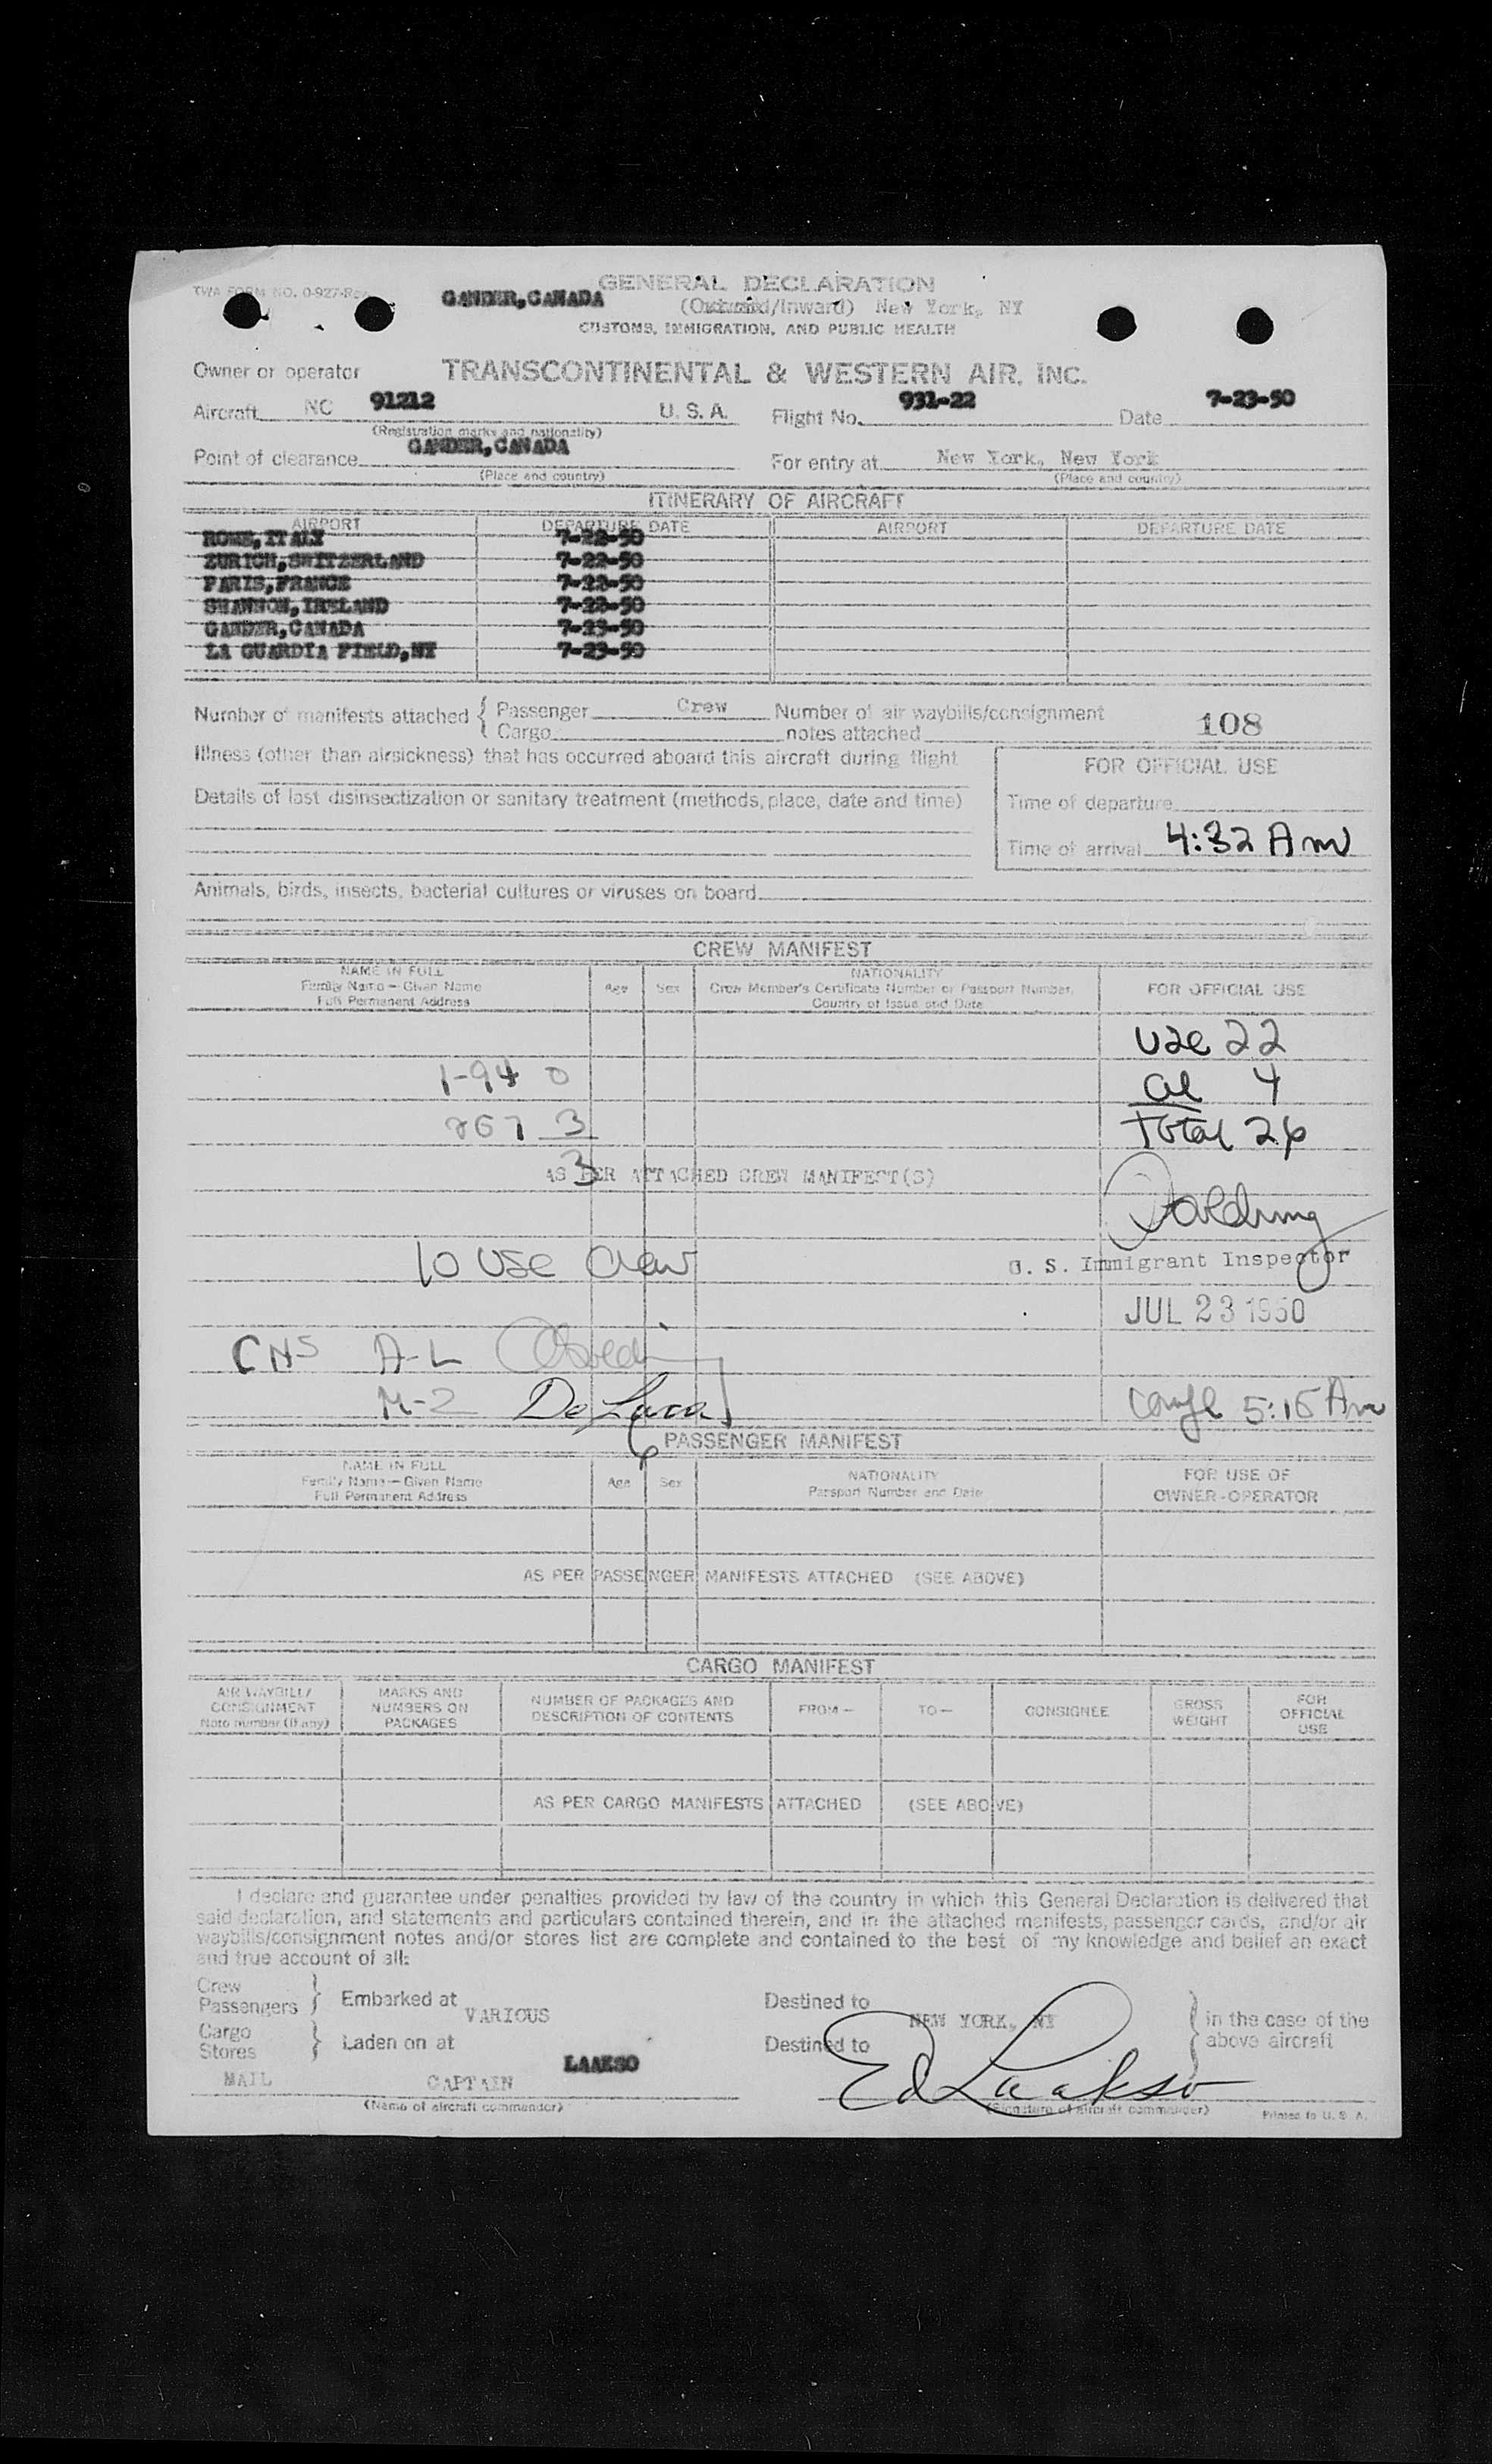 TWA FORM NO. 0-927-Rev
GENERAL DECLARATION
GANDER, CANADA
(Outward/Inward) New York, NY
CUSTOMS, IMMIGRATION, AND PUBLIC HEALTH
Owner or operator TRANSCONTINENTAL & WESTERN AIR, INC.
Aircraft NC 91212 U. S. A. Flight No. 931-22 Date 7-23-50
(Registration marks and nationality)
Point of clearance GANDER, CANADA For entry at New York, New York
(Place and country) (Place and country)
ITINERARY OF AIRCRAFT
AIRPORT DEPARTURE DATE AIRPORT DEPARTURE DATE
ROME, ITALY 7-22-50
ZURICH, SWITZERLAND 7-22-50
PARIS, FRANCE 7-22-50
SHANNON, IRELAND 7-22-50
GANDER, CANADA 7-23-50
LA GUARDIA FIELD, NY 7-23-50
Number of manifests attached { Passenger Crew Number of air waybills/consignment
Cargo notes attached 108
Illness (other than airsickness) that has occurred aboard this aircraft during flight
FOR OFFICIAL USE
Details of last disinsectization or sanitary treatment (methods, place, date and time)
Time of departure
Time of arrival 4:32 Am
Animals, birds, insects, bacterial cultures or viruses on board
CREW MANIFEST
NAME IN FULL
Family Name — Given Name
Full Permanent Address
Age Sex
NATIONALITY
Crew Member's Certificate Number or Passport Number,
Country of Issue and Date
FOR OFFICIAL USE
USC 22
1-94 0
al 4
267 3
Total 26
3
AS PER ATTACHED CREW MANIFEST(S)
10 USC Crew
U. S. Immigrant Inspector
JUL 23 1950
CNS A-L
M-Z De Luca
5:15 Am
PASSENGER MANIFEST
NAME IN FULL
Family Name — Given Name
Full Permanent Address
Age Sex
NATIONALITY
Passport Number and Date
FOR USE OF
OWNER-OPERATOR
AS PER PASSENGER MANIFESTS ATTACHED (SEE ABOVE)
CARGO MANIFEST
AIR WAYBILL/
CONSIGNMENT
Note number (if any)
MARKS AND
NUMBERS ON
PACKAGES
NUMBER OF PACKAGES AND
DESCRIPTION OF CONTENTS
FROM —
TO —
CONSIGNEE
GROSS
WEIGHT
FOR
OFFICIAL
USE
AS PER CARGO MANIFESTS ATTACHED (SEE ABOVE)
I declare and guarantee under penalties provided by law of the country in which this General Declaration is delivered that
said declaration, and statements and particulars contained therein, and in the attached manifests, passenger cards, and/or air
waybills/consignment notes and/or stores list are complete and contained to the best of my knowledge and belief an exact
and true account of all:
Crew
Passengers } Embarked at VARIOUS Destined to NEW YORK, NY } in the case of the
Cargo
Stores } Laden on at Destined to above aircraft
MAIL CAPTAIN LAAKSO Ed Laakso
(Name of aircraft commander) (Signature of aircraft commander) Printed in U. S. A.